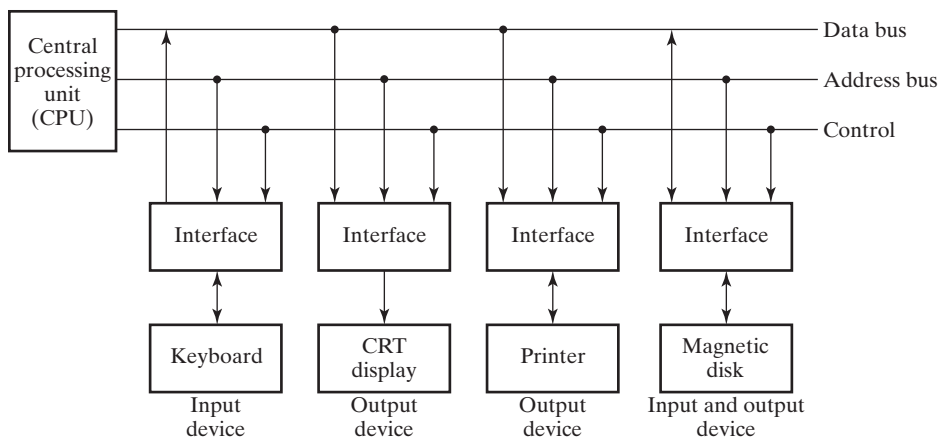 Central
processing
unit
(CPU)
Data bus
Address bus
Control
Interface
Interface
Interface
Interface
Keyboard
CRT
display
Printer
Magnetic
disk
Input
device
Output
device
Output
device
Input and output
device